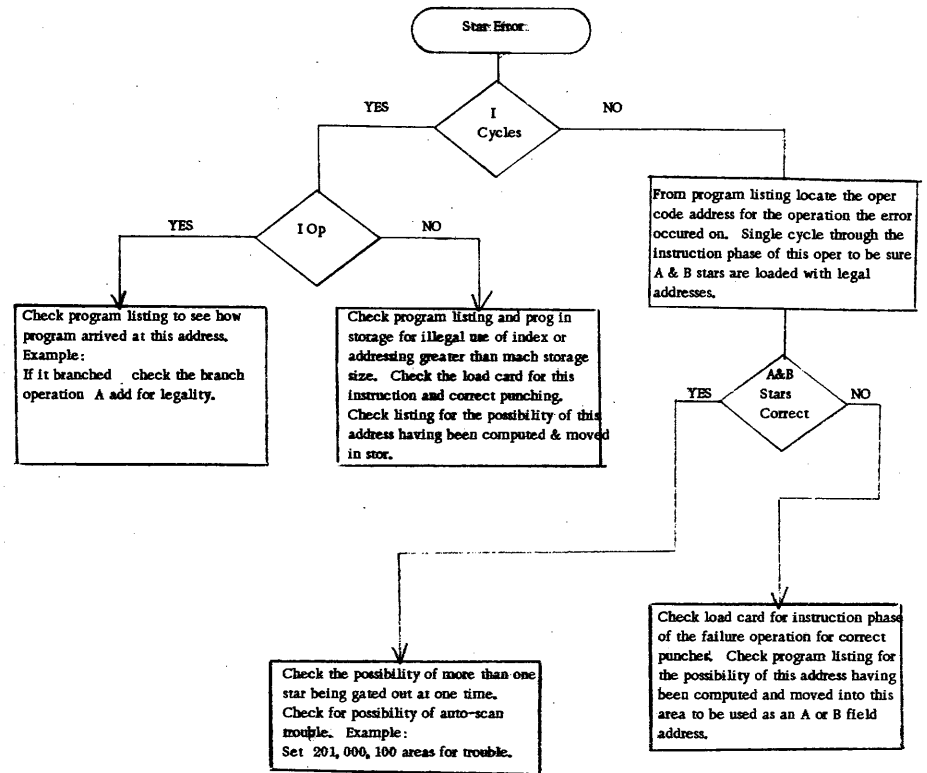 Star Error.
I
Cycles
YES
NO
I Op
YES
NO
From program listing locate the oper
code address for the operation the error
occured on. Single cycle through the
instruction phase of this oper to be sure
A & B stars are loaded with legal
addresses.
Check program listing to see how
program arrived at this address.
Example:
If it branched check the branch
operation A add for legality.
Check program listing and prog in
storage for illegal use of index or
addressing greater than mach storage
size. Check the load card for this
instruction and correct punching.
Check listing for the possibility of this
address having been computed & moved
in stor.
A&B
Stars
Correct
YES
NO
Check the possibility of more than one
star being gated out at one time.
Check for possibility of auto-scan
trouble. Example:
Set 201, 000, 100 areas for trouble.
Check load card for instruction phase
of the failure operation for correct
punches. Check program listing for
the possibility of this address having
been computed and moved into this
area to be used as an A or B field
address.